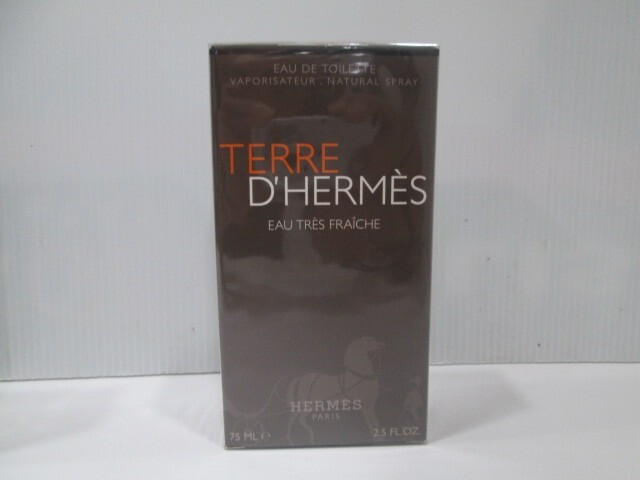 EAU DE TOILETTE
VAPORISATEUR . NATURAL SPRAY
TERRE
D'HERMÈS
EAU TRÈS FRAÎCHE
HERMÈS
PARIS
75 ML ℮ 2.5 FL.OZ.